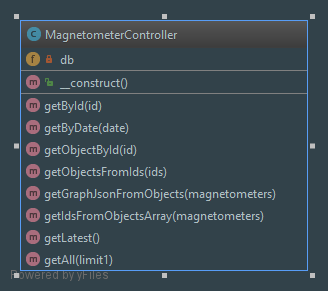 C MagnetometerController
f db
m __construct()
m getById(id)
m getByDate(date)
m getObjectById(id)
m getObjectsFromIds(ids)
m getGraphJsonFromObjects(magnetometers)
m getIdsFromObjectsArray(magnetometers)
m getLatest()
m getAll(limit1)
Powered by yFiles